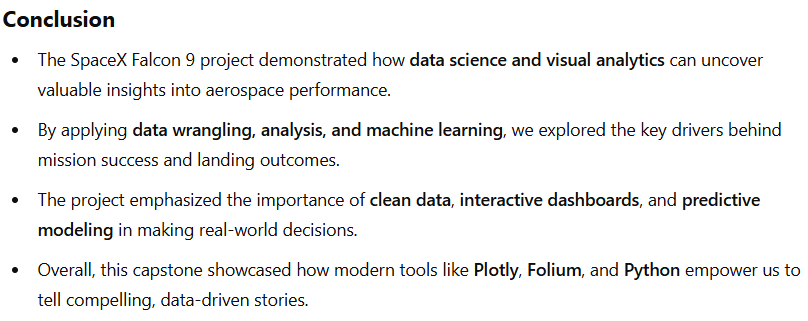 Conclusion
• The SpaceX Falcon 9 project demonstrated how data science and visual analytics can uncover
valuable insights into aerospace performance.
• By applying data wrangling, analysis, and machine learning, we explored the key drivers behind
mission success and landing outcomes.
• The project emphasized the importance of clean data, interactive dashboards, and predictive
modeling in making real-world decisions.
• Overall, this capstone showcased how modern tools like Plotly, Folium, and Python empower us to
tell compelling, data-driven stories.